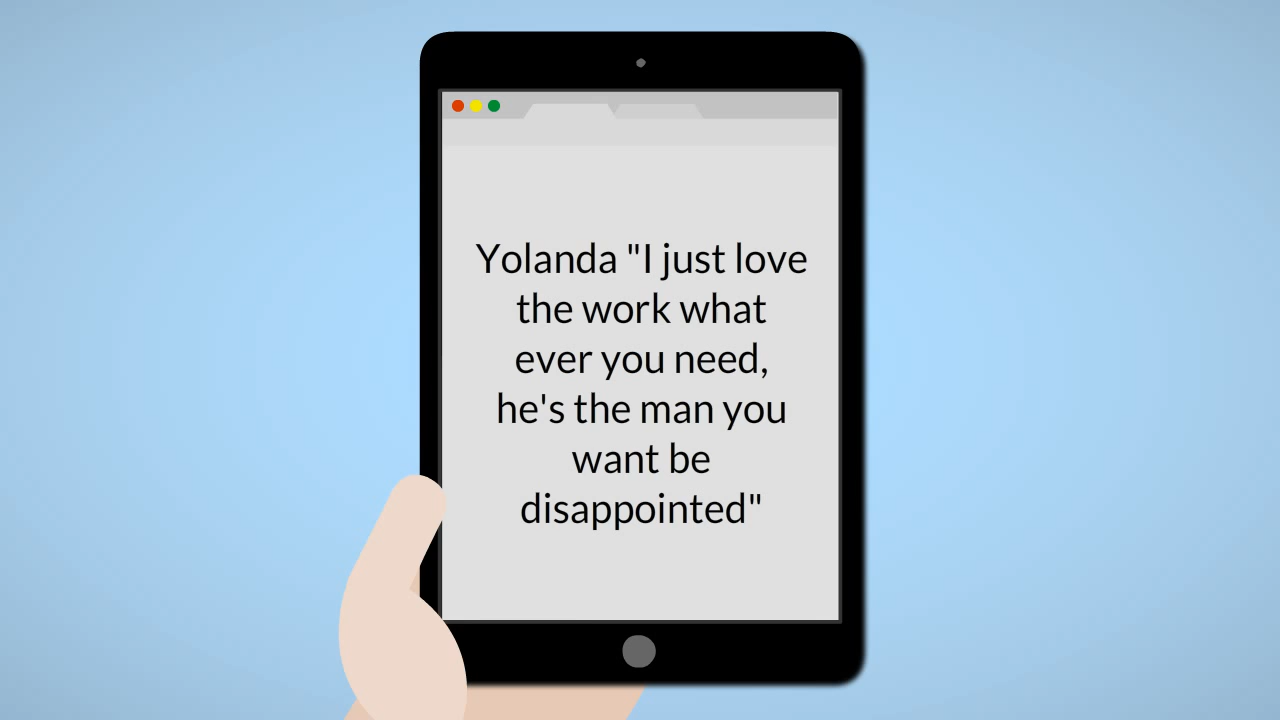 Yolanda "I just love
the work what
ever you need,
he's the man you
want be
disappointed"